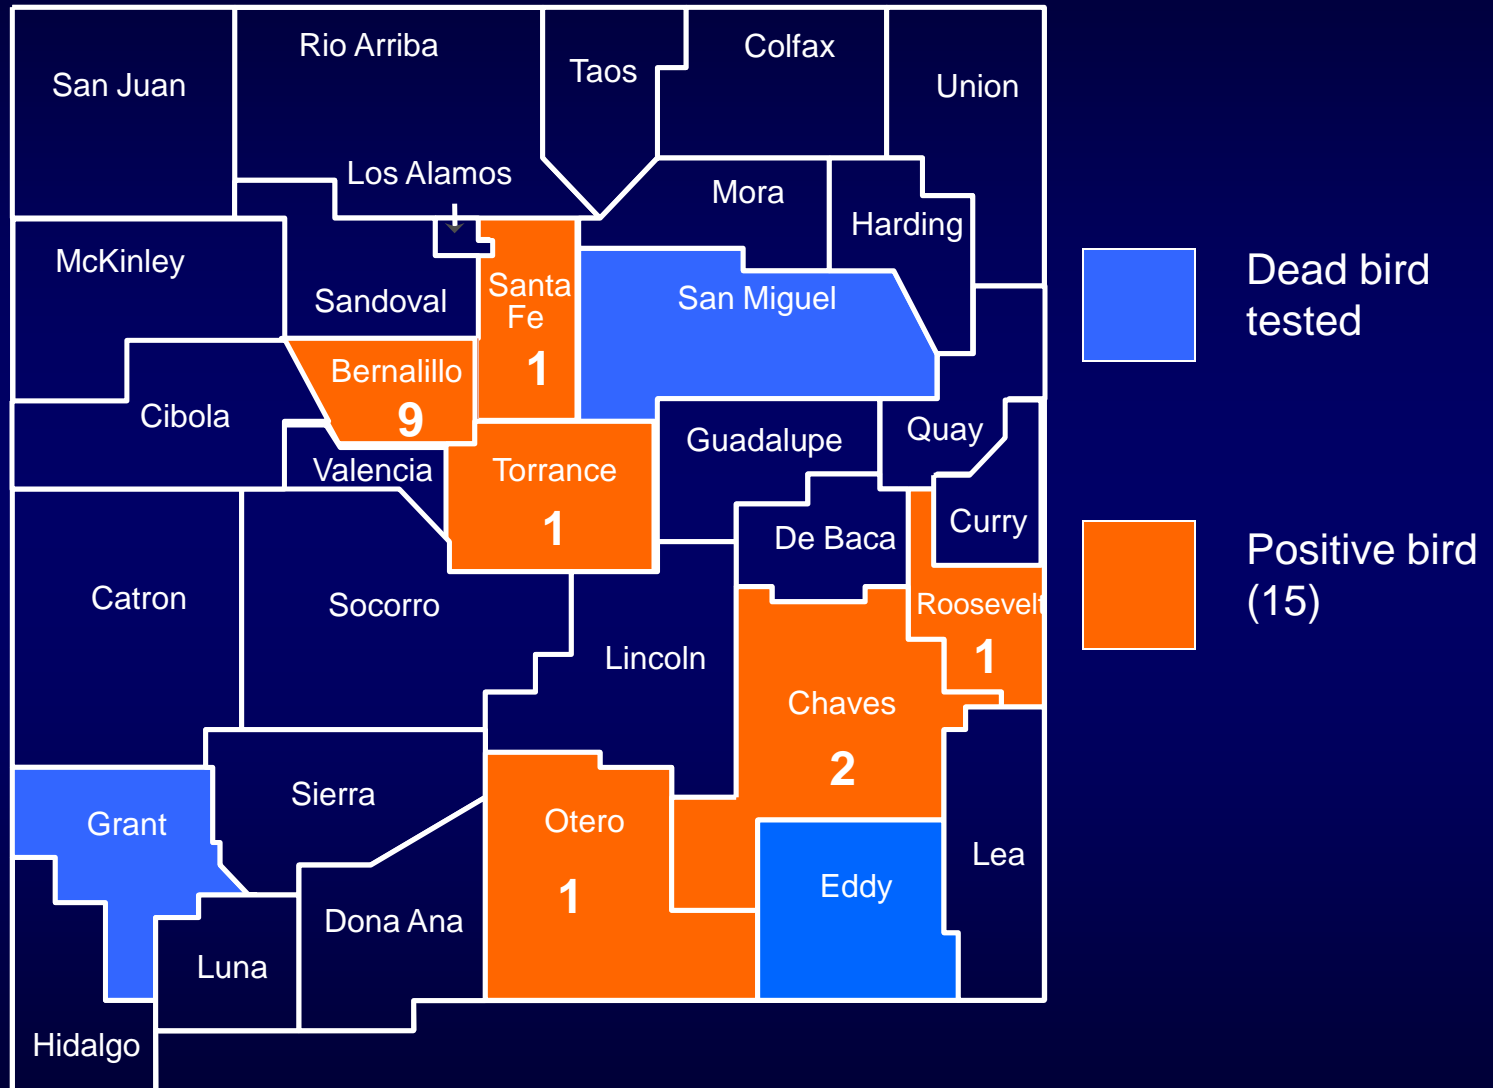 Rio Arriba
Colfax
Taos
San Juan
Union
Los Alamos
Mora
Harding
McKinley
Santa
Fe
1
San Miguel
Sandoval
Dead bird
tested
Bernalillo
9
Cibola
Quay
Guadalupe
Valencia
Torrance
1
Curry
De Baca
Positive bird
(15)
Catron
Socorro
Roosevelt
1
Lincoln
Chaves
2
Sierra
Otero
1
Grant
Lea
Eddy
Dona Ana
Luna
Hidalgo